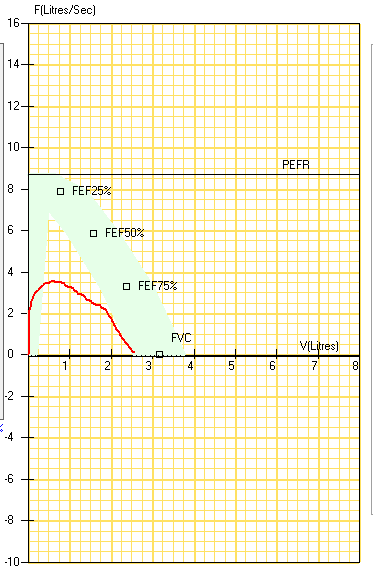 F(Litres/Sec)
16
14
12
10
PEFR
8
FEF25%
6
FEF50%
4
FEF75%
2
FVC
V(Litres)
0
1 2 3 4 5 6 7 8
-2
-4
%
-6
-8
-10